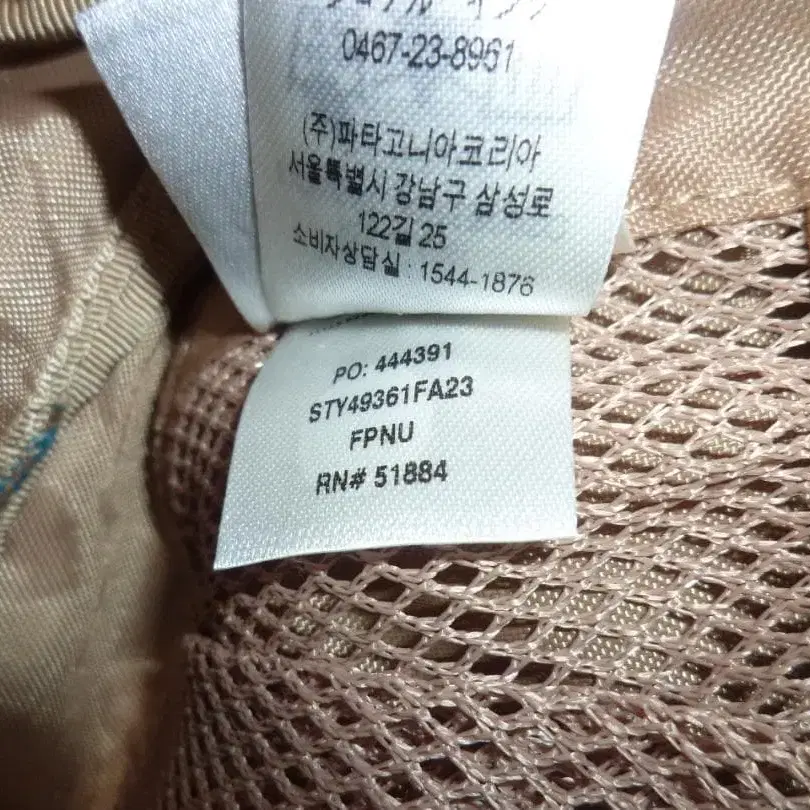 0467-23-8961
(주)파타고니아코리아
서울특별시 강남구 삼성로
122길 25
소비자상담실 : 1544-1876
PO: 444391
STY49361FA23
FPNU
RN# 51884